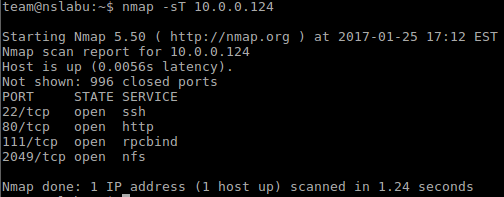 team@nslabu:~$ nmap -sT 10.0.0.124
Starting Nmap 5.50 ( http://nmap.org ) at 2017-01-25 17:12 EST
Nmap scan report for 10.0.0.124
Host is up (0.0056s latency).
Not shown: 996 closed ports
PORT     STATE SERVICE
22/tcp   open  ssh
80/tcp   open  http
111/tcp  open  rpcbind
2049/tcp open  nfs
Nmap done: 1 IP address (1 host up) scanned in 1.24 seconds